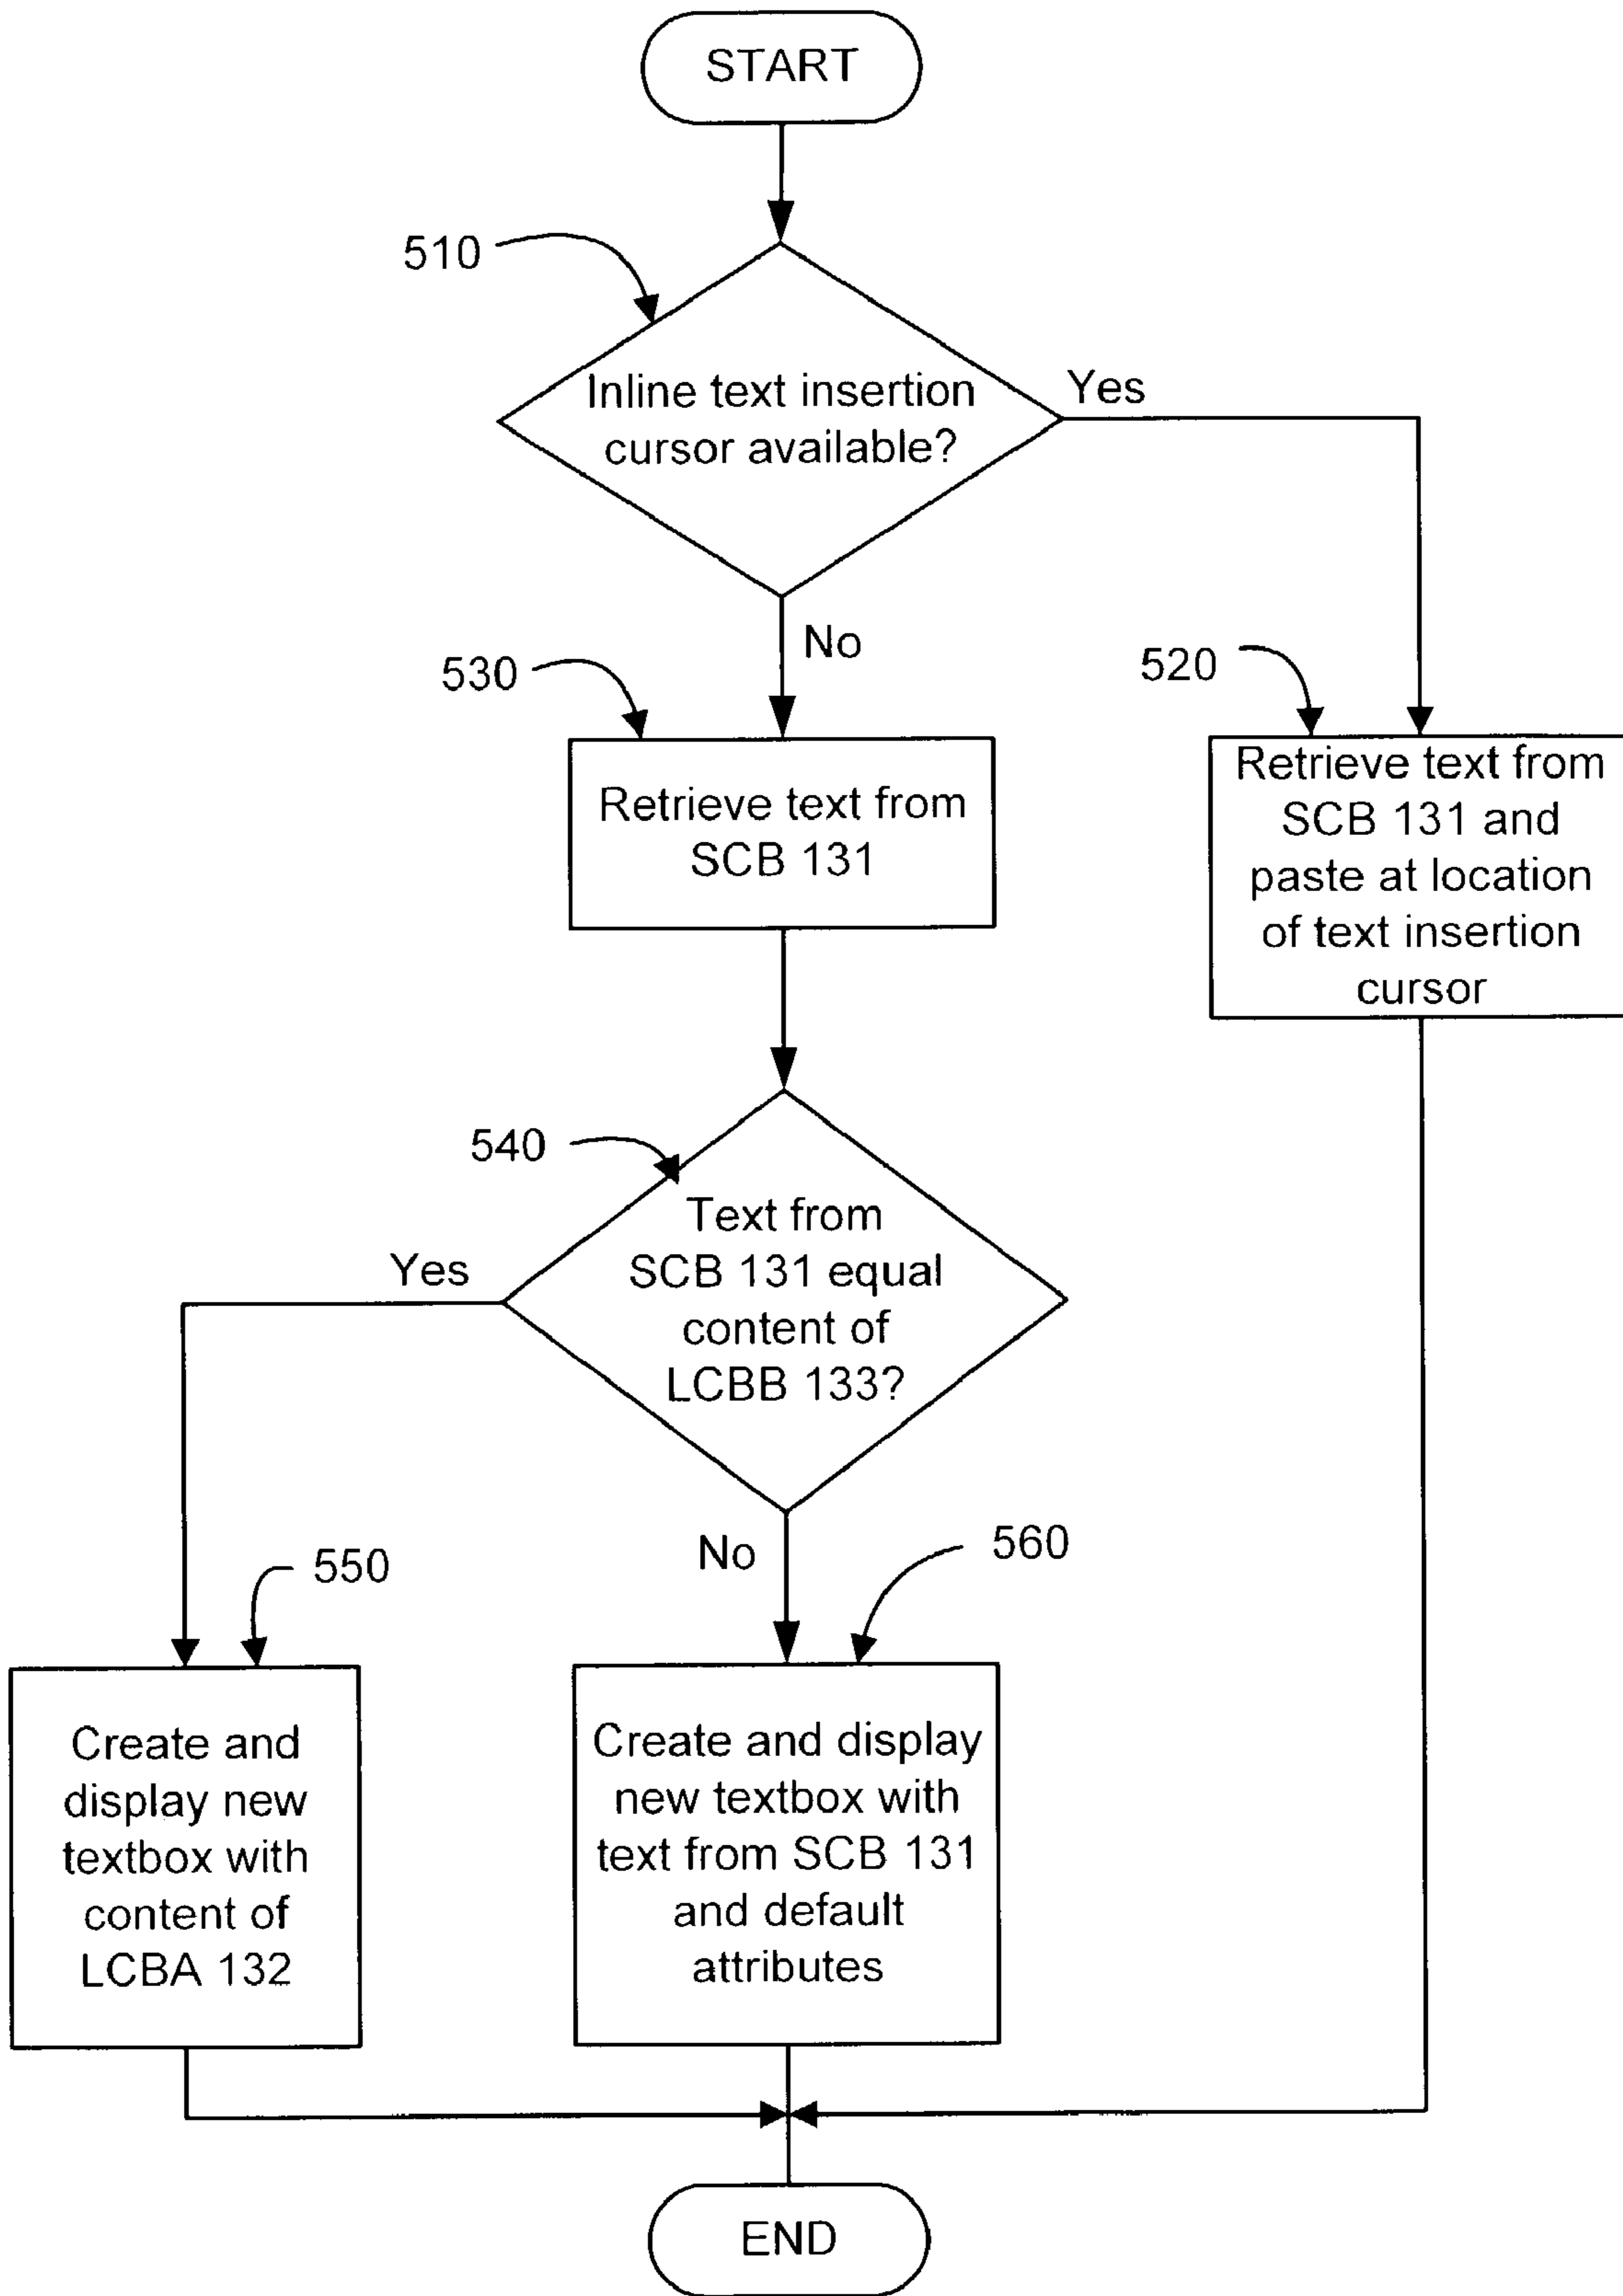 START
510
Inline text insertion
cursor available?
Yes
No
530
520
Retrieve text from
SCB 131
Retrieve text from
SCB 131 and
paste at location
of text insertion
cursor
540
Text from
SCB 131 equal
content of
LCBB 133?
Yes
No
550
560
Create and
display new
textbox with
content of
LCBA 132
Create and display
new textbox with
text from SCB 131
and default
attributes
END